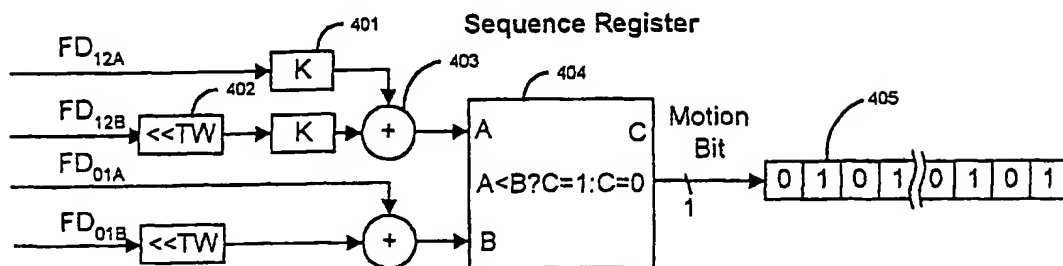 Sequence Register
FD12A
401
K
403
402
FD12B
<<TW
K
+
404
A
C
Motion
Bit
405
FD01A
A<B?C=1:C=0
1
0 1 0 1 0 1 0 1
FD01B
<<TW
+
B